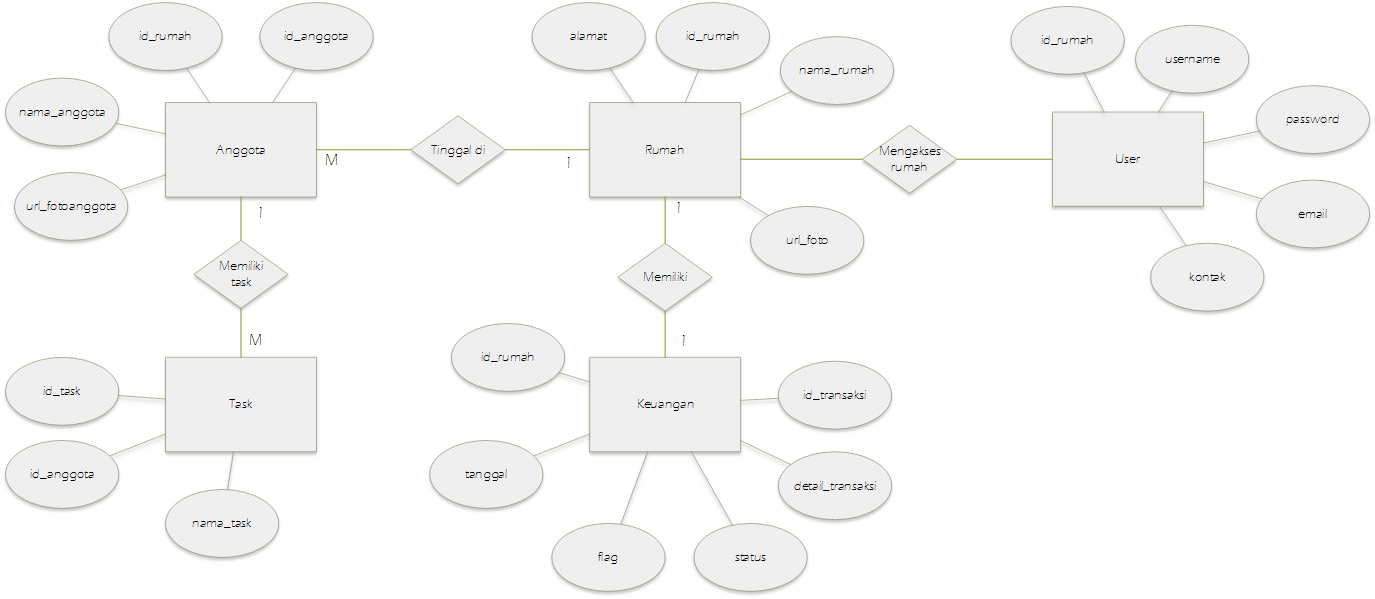 id_rumah
id_anggota
alamat
id_rumah
nama_rumah
id_rumah
username
nama_anggota
password
Anggota
M
Tinggal di
1
Rumah
Mengakses
rumah
User
url_fotoanggota
1
1
url_foto
email
Memiliki
task
Memiliki
kontak
M
1
id_rumah
id_task
Task
Keuangan
id_transaksi
id_anggota
tanggal
detail_transaksi
nama_task
flag
status